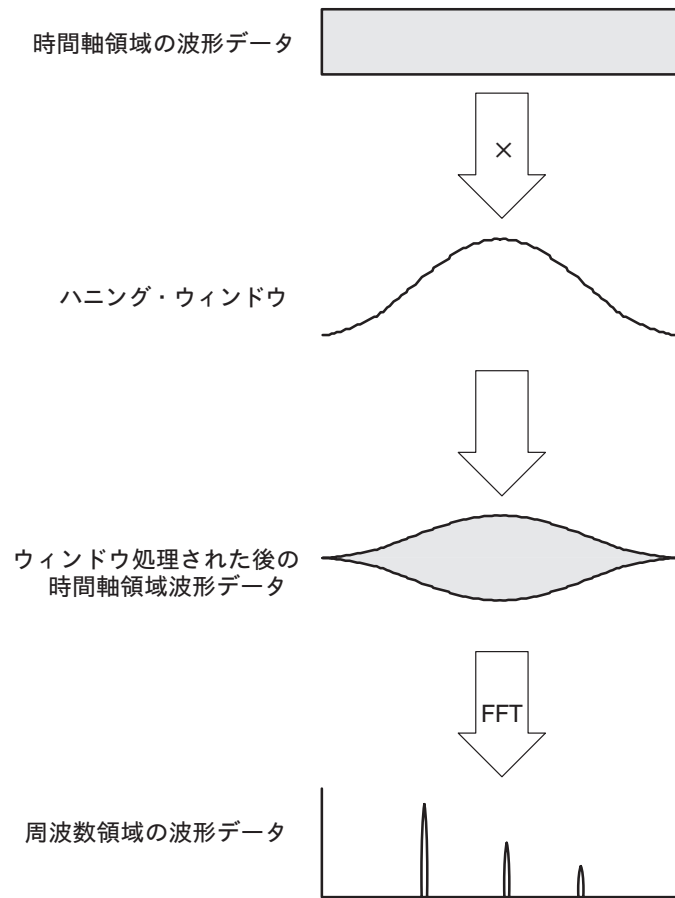 時間軸領域の波形データ
×
ハニング・ウィンドウ
ウィンドウ処理された後の
時間軸領域波形データ
FFT
周波数領域の波形データ